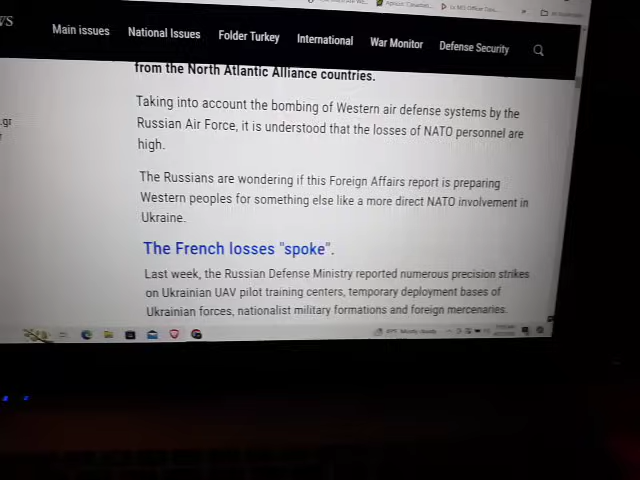 WS
Main issues National Issues Folder Turkey International War Monitor Defense Security
from the North Atlantic Alliance countries.
.gr
Taking into account the bombing of Western air defense systems by the
Russian Air Force, it is understood that the losses of NATO personnel are
high.
The Russians are wondering if this Foreign Affairs report is preparing
Western peoples for something else like a more direct NATO involvement in
Ukraine.
The French losses "spoke".
Last week, the Russian Defense Ministry reported numerous precision strikes
on Ukrainian UAV pilot training centers, temporary deployment bases of
Ukrainian forces, nationalist military formations and foreign mercenaries.
Mostly cloudy